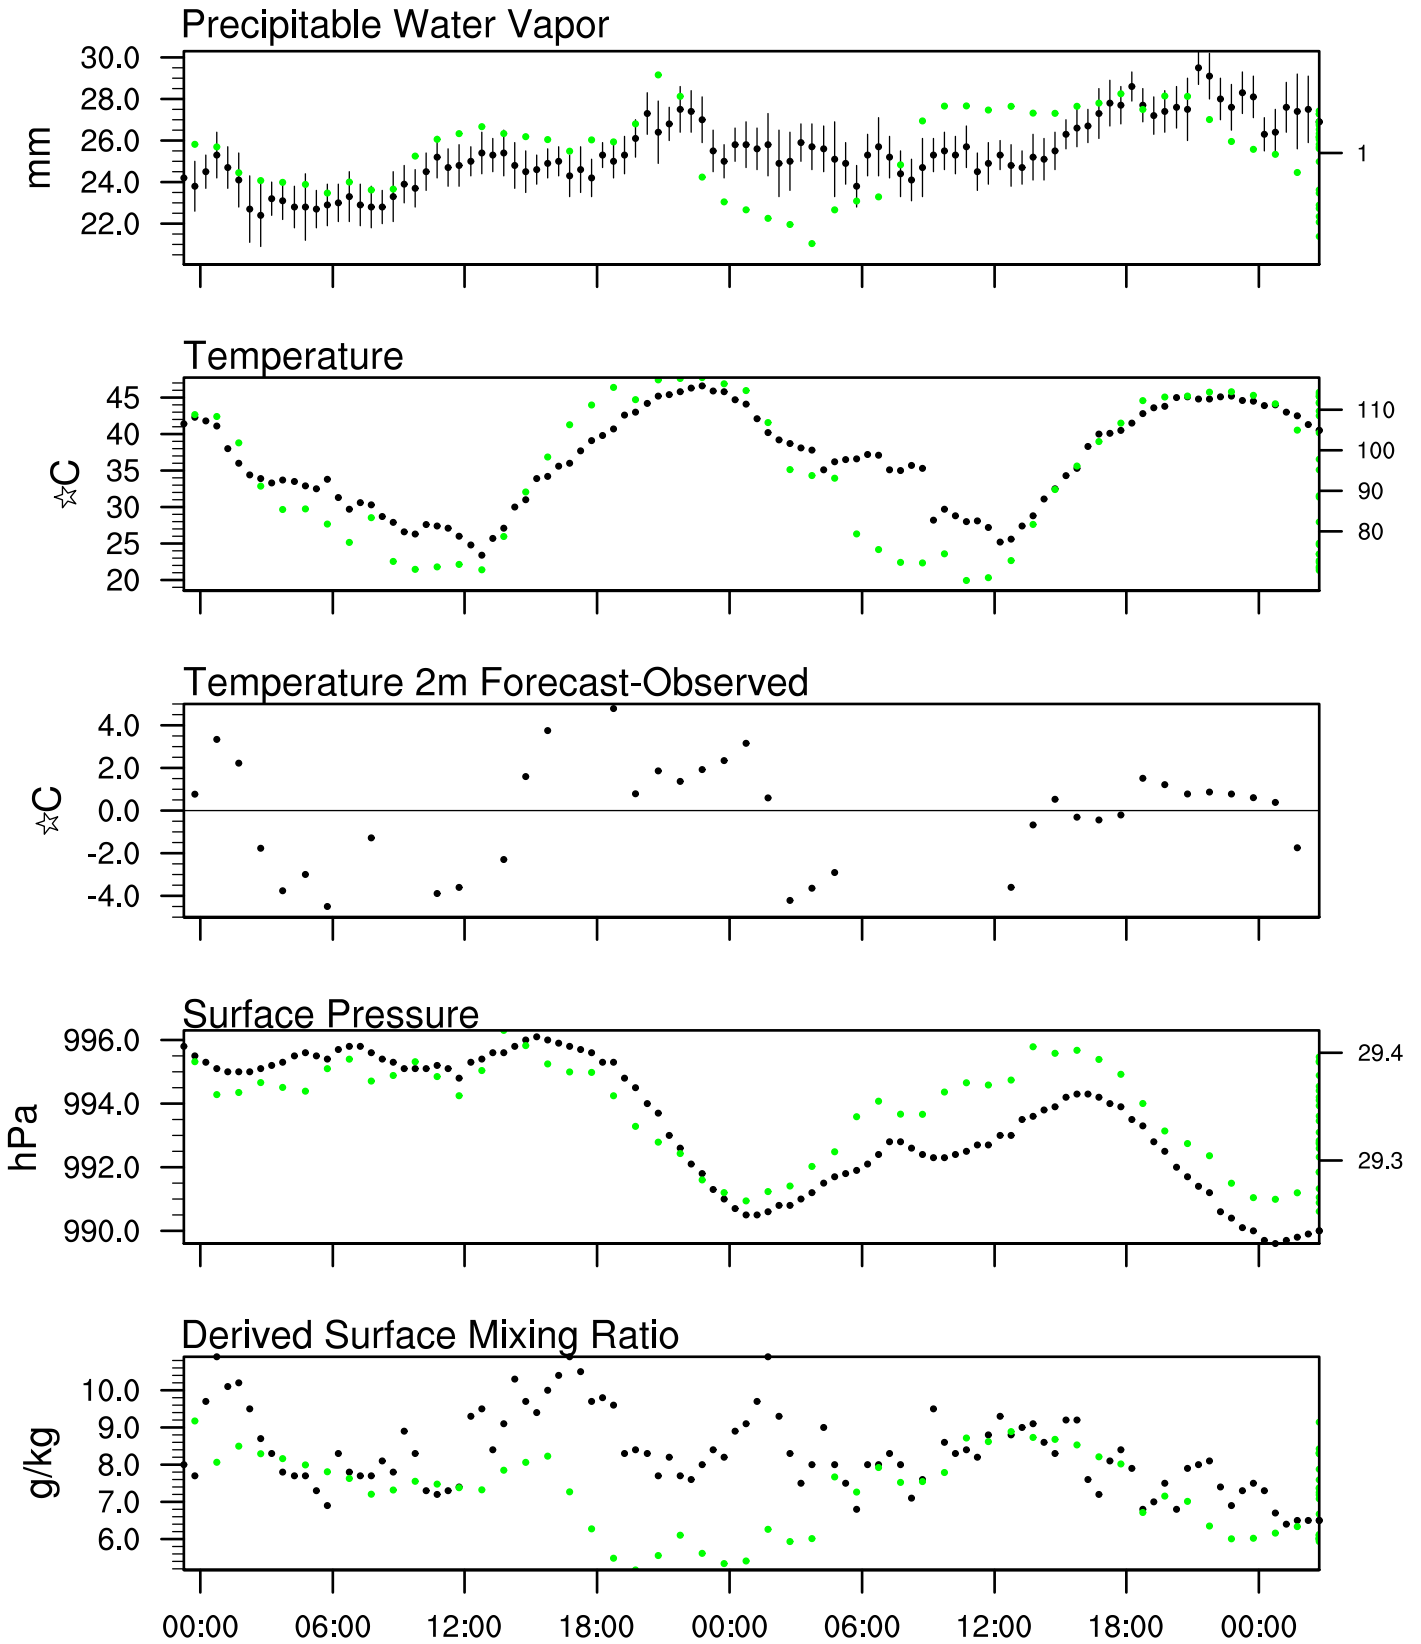 Precipitable Water Vapor
30.0
28.0
26.0
24.0
22.0
mm
1
Temperature
45
40
35
30
25
20
☆C
110
100
90
80
Temperature 2m Forecast-Observed
4.0
2.0
0.0
-2.0
-4.0
☆C
Surface Pressure
996.0
994.0
992.0
990.0
hPa
29.4
29.3
Derived Surface Mixing Ratio
10.0
9.0
8.0
7.0
6.0
g/kg
00:00 06:00 12:00 18:00 00:00 06:00 12:00 18:00 00:00